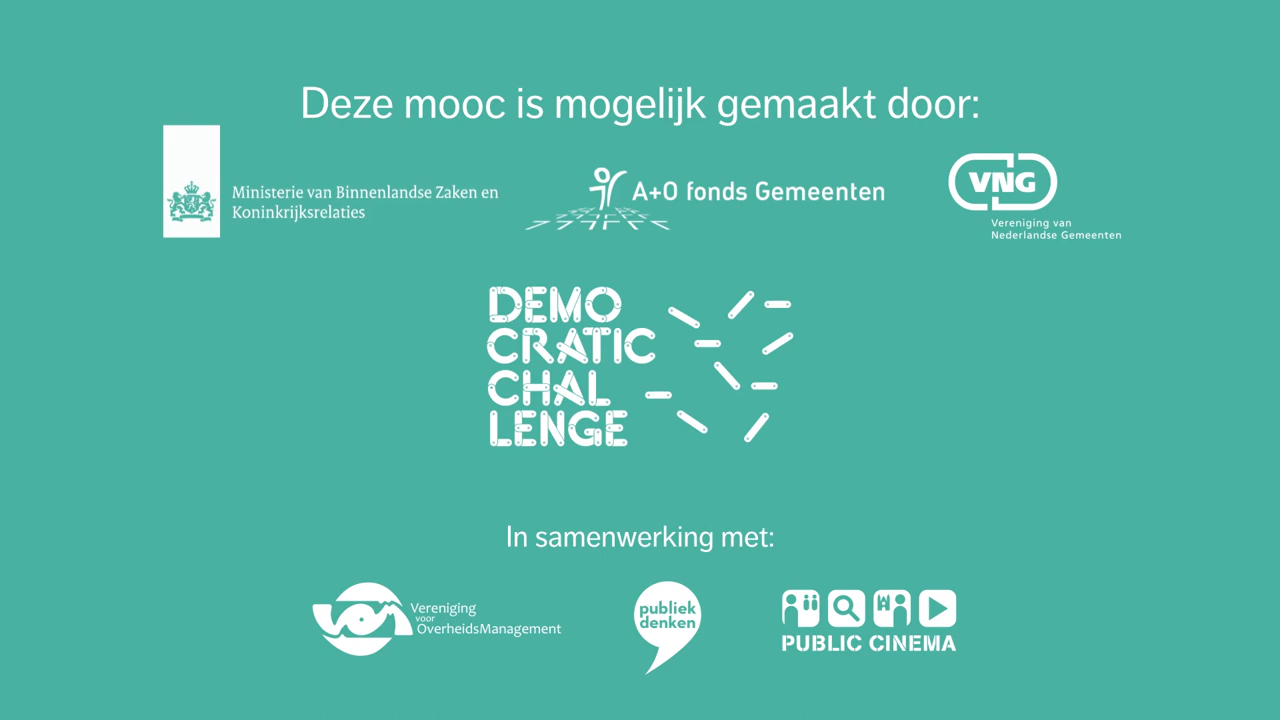 Deze mooc is mogelijk gemaakt door:
Ministerie van Binnenlandse Zaken en
Koninkrijksrelaties
A+O fonds Gemeenten
VNG
Vereniging van
Nederlandse Gemeenten
DEMO
CRATIC
CHAL
LENGE
In samenwerking met:
VOM
Vereniging
voor
OverheidsManagement
publiek
denken
PUBLIC CINEMA